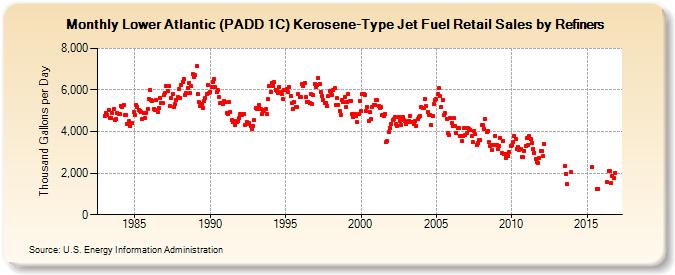 Monthly Lower Atlantic (PADD 1C) Kerosene-Type Jet Fuel Retail Sales by Refiners
Thousand Gallons per Day
8,000
6,000
4,000
2,000
0
1985 1990 1995 2000 2005 2010 2015
Source: U.S. Energy Information Administration